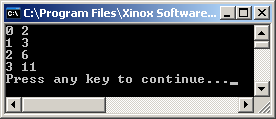 C:\Program Files\Xinox Software...
0 2
1 3
2 6
3 11
Press any key to continue..._